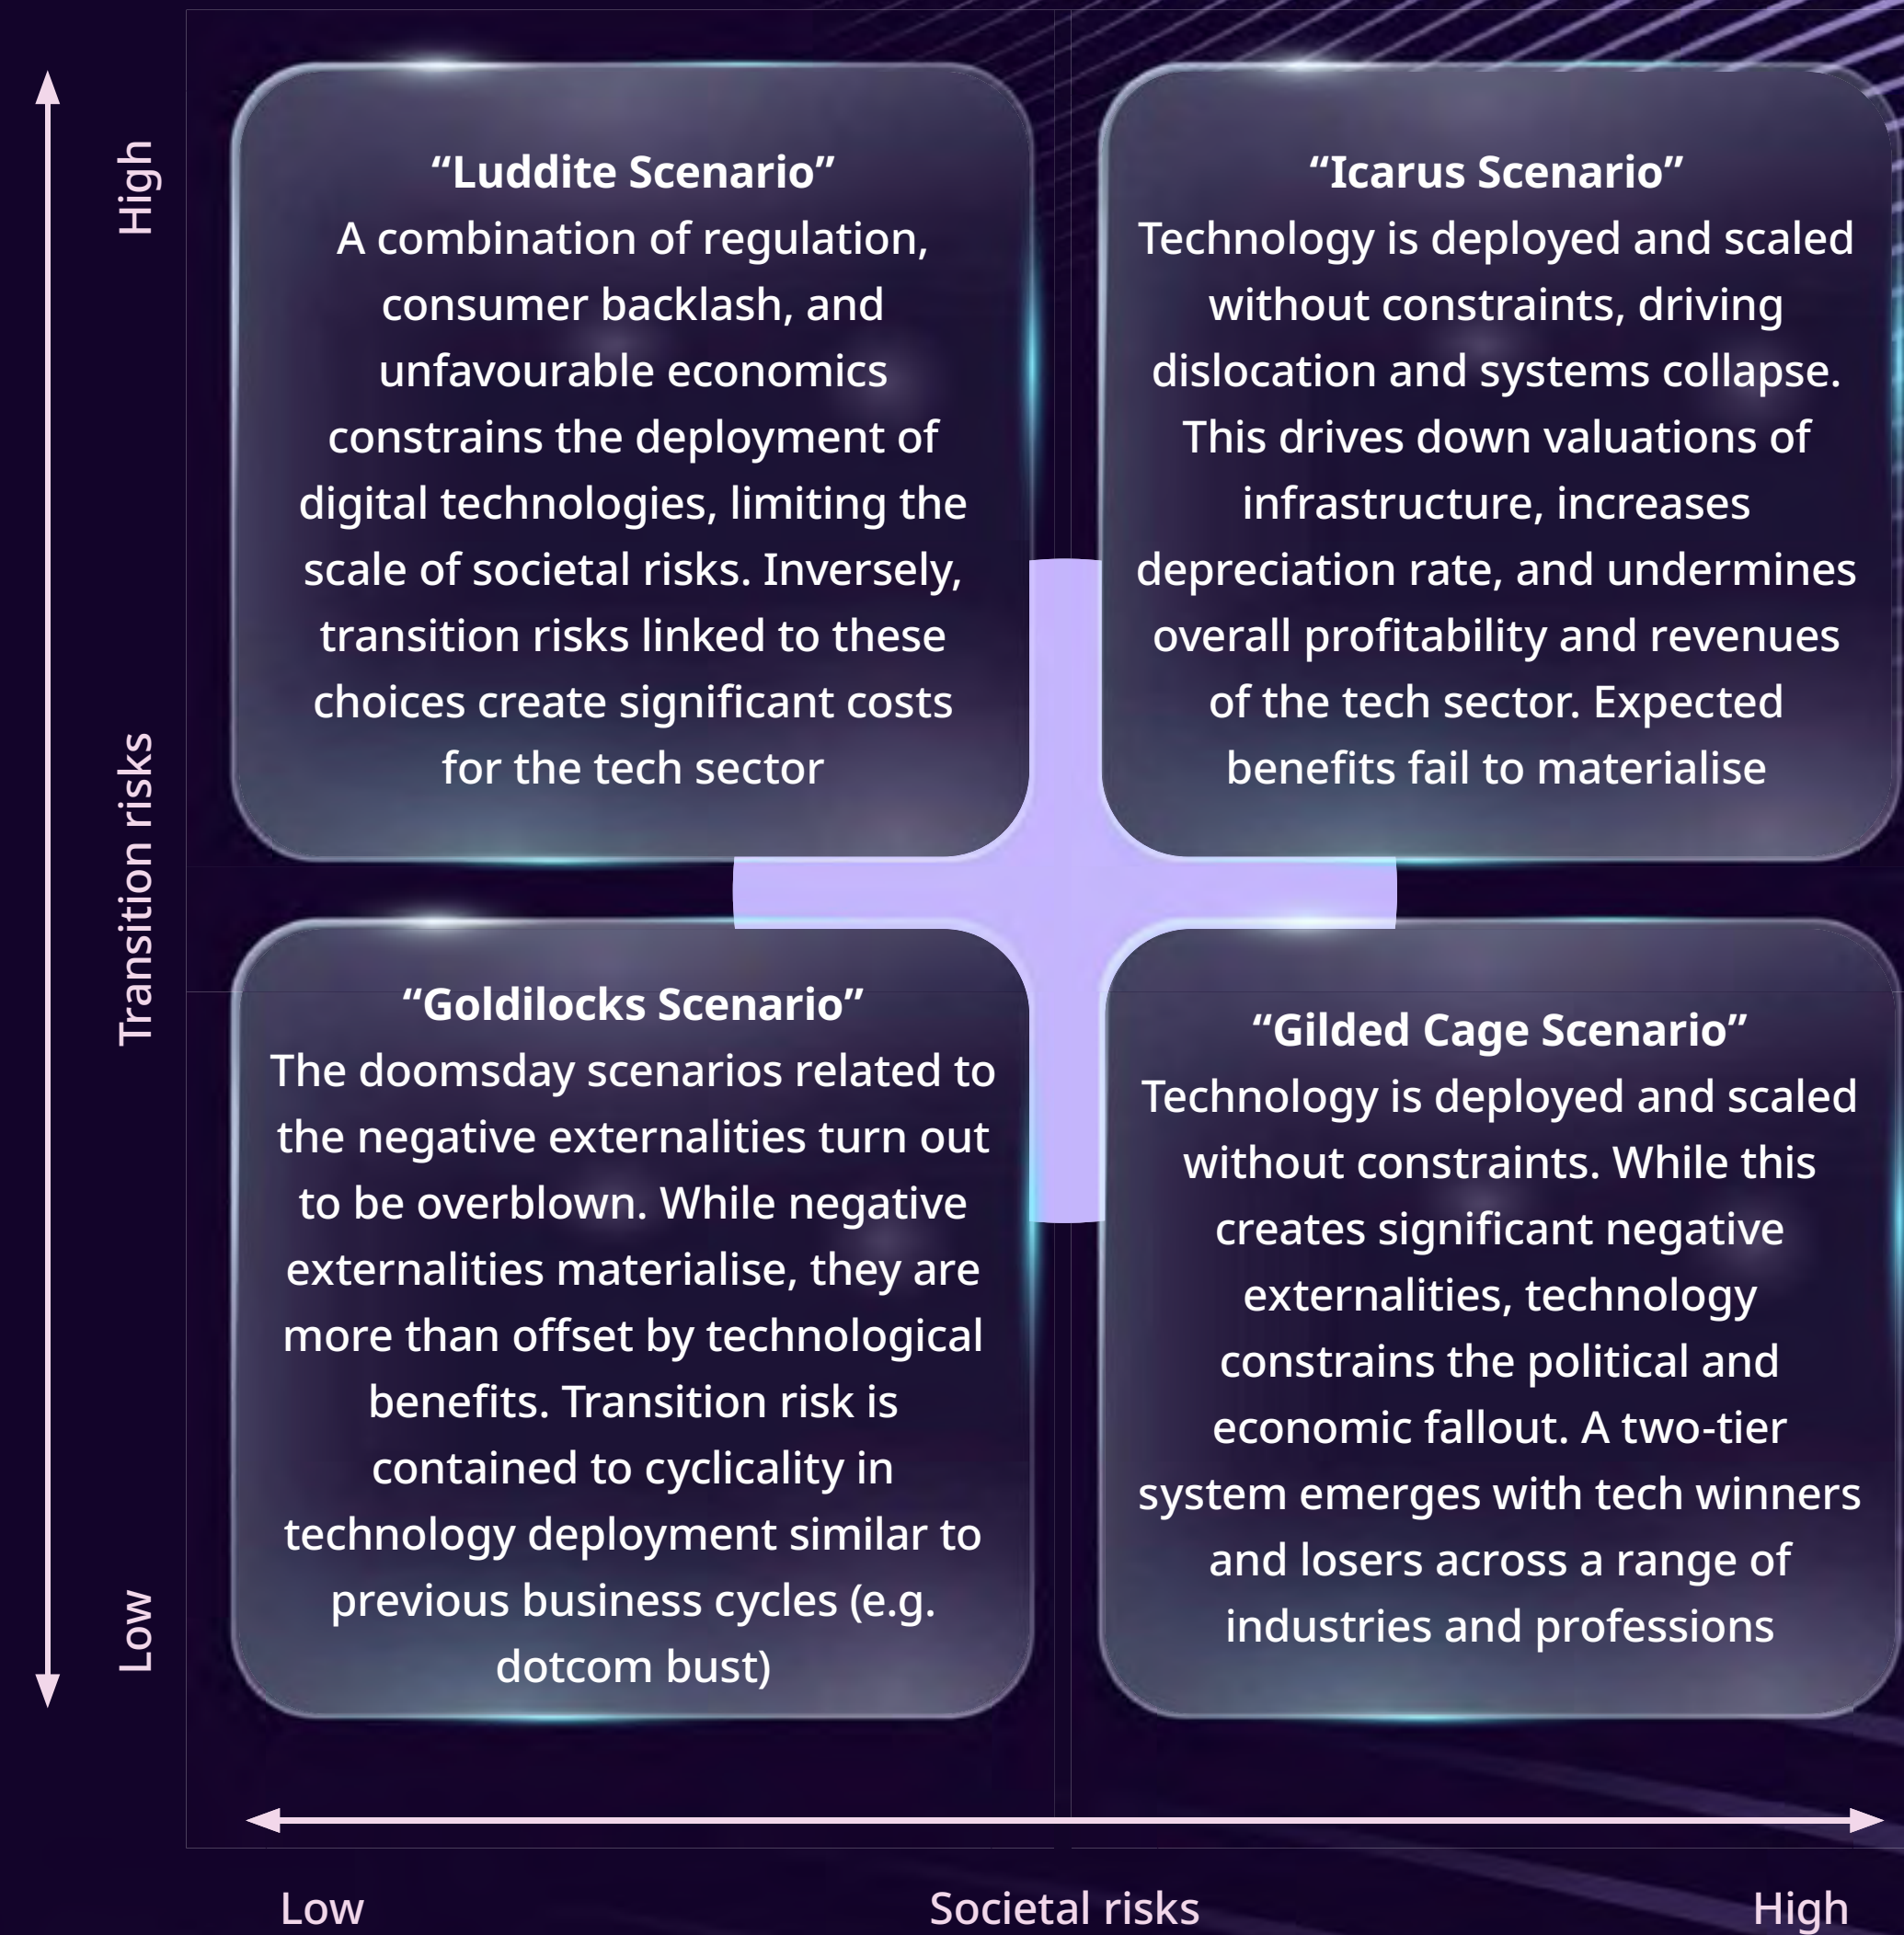 High
Transition risks
Low
“Luddite Scenario”
A combination of regulation,
consumer backlash, and
unfavourable economics
constrains the deployment of
digital technologies, limiting the
scale of societal risks. Inversely,
transition risks linked to these
choices create significant costs
for the tech sector
“Icarus Scenario”
Technology is deployed and scaled
without constraints, driving
dislocation and systems collapse.
This drives down valuations of
infrastructure, increases
depreciation rate, and undermines
overall profitability and revenues
of the tech sector. Expected
benefits fail to materialise
“Goldilocks Scenario”
The doomsday scenarios related to
the negative externalities turn out
to be overblown. While negative
externalities materialise, they are
more than offset by technological
benefits. Transition risk is
contained to cyclicality in
technology deployment similar to
previous business cycles (e.g.
dotcom bust)
“Gilded Cage Scenario”
Technology is deployed and scaled
without constraints. While this
creates significant negative
externalities, technology
constrains the political and
economic fallout. A two-tier
system emerges with tech winners
and losers across a range of
industries and professions
Low
Societal risks
High